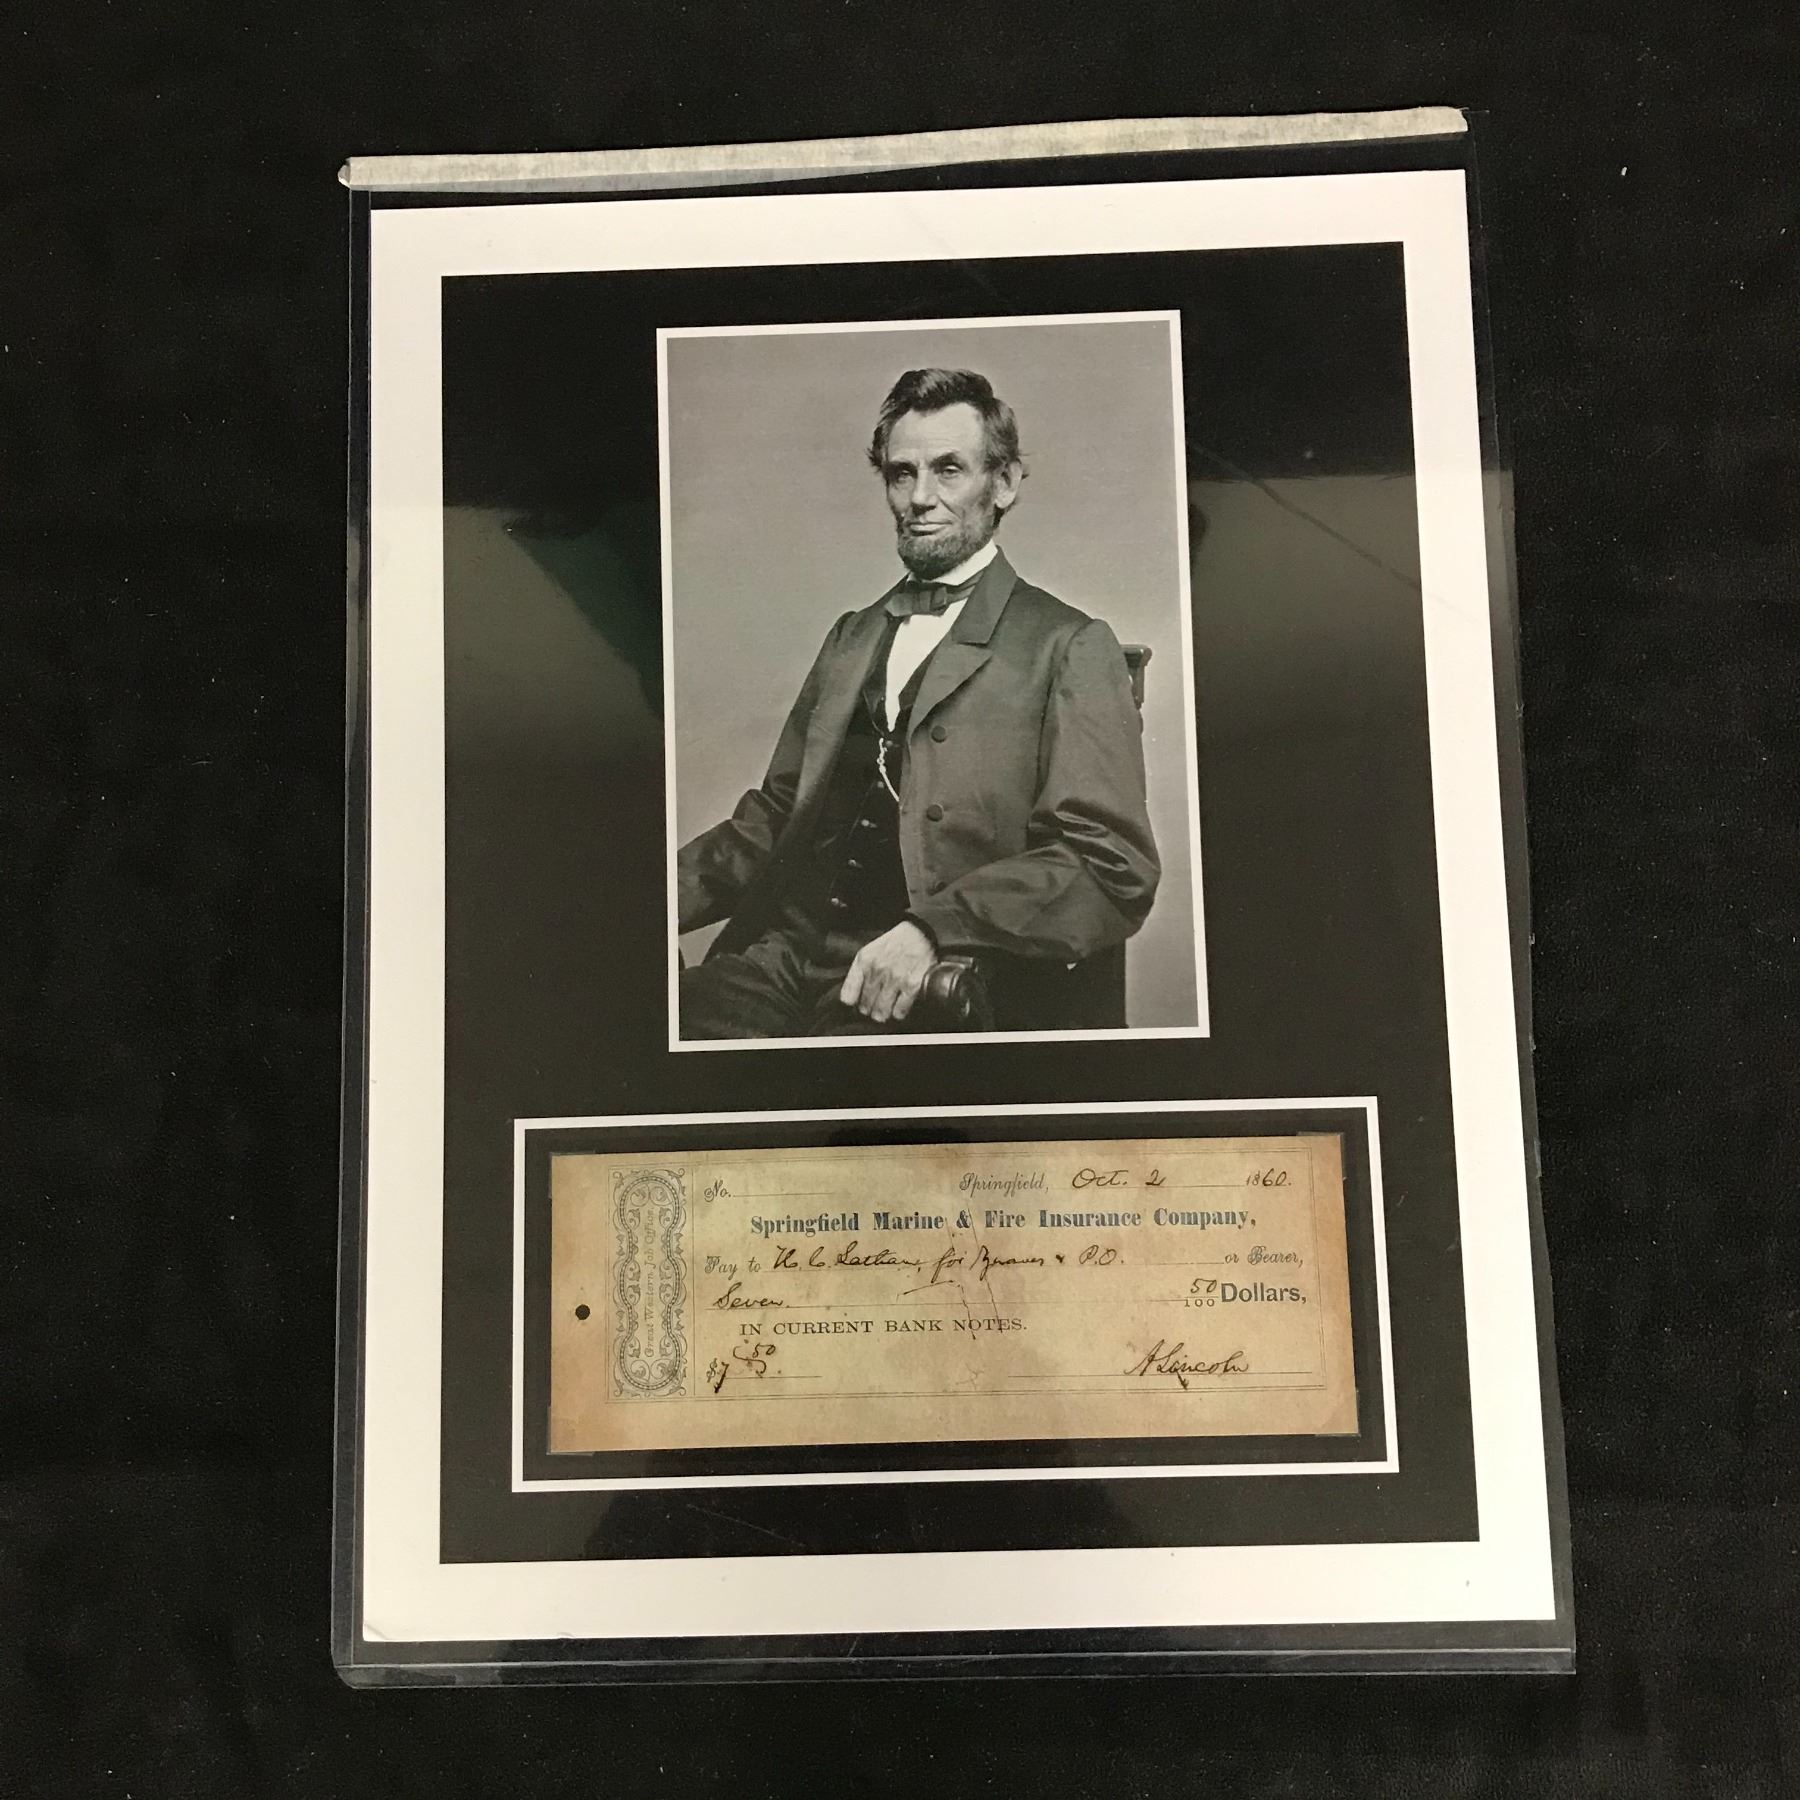 No. Springfield, Oct. 2 1860.
Great Western Job Office.
Springfield Marine & Fire Insurance Company,
Pay to H. C. Latham, for & P.O. or Bearer,
Seven 50/100 Dollars,
IN CURRENT BANK NOTES.
$7 50
A Lincoln